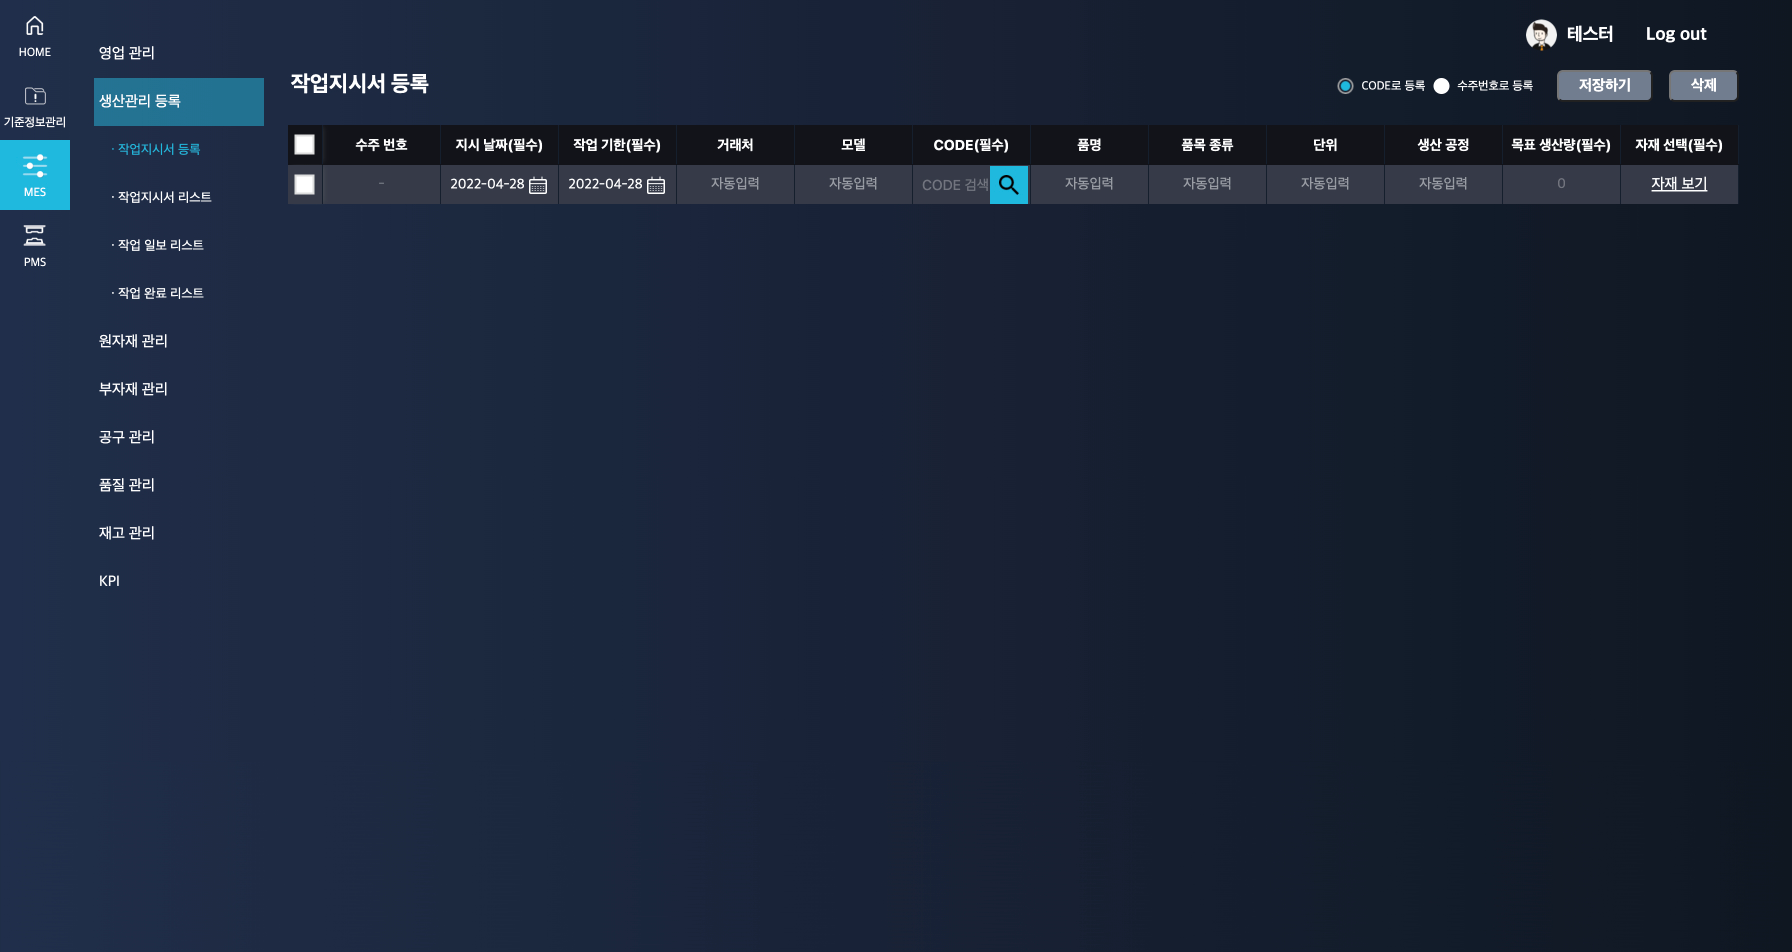 HOME
기준정보관리
MES
PMS
영업 관리
생산관리 등록
· 작업지시서 등록
· 작업지시서 리스트
· 작업 일보 리스트
· 작업 완료 리스트
원자재 관리
부자재 관리
공구 관리
품질 관리
재고 관리
KPI
테스터 Log out
작업지시서 등록
CODE로 등록 수주번호로 등록 저장하기 삭제
수주 번호 지시 날짜(필수) 작업 기한(필수) 거래처 모델 CODE(필수) 품명 품목 종류 단위 생산 공정 목표 생산량(필수) 자재 선택(필수)
- 2022-04-28 2022-04-28 자동입력 자동입력 CODE 검색 자동입력 자동입력 자동입력 자동입력 0 자재 보기